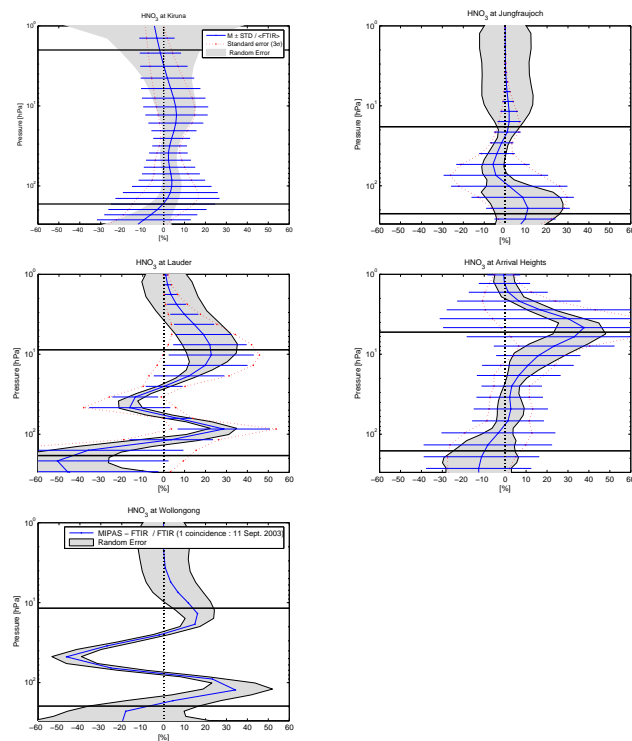 HNO3 at Kiruna
M ± STD / <FTIR>
Standard error (3σ)
Random Error
Pressure [hPa]
10^0
10^1
10^2
−60 −50 −40 −30 −20 −10 0 10 20 30 40 50 60
[%]
HNO3 at Jungfraujoch
Pressure [hPa]
10^0
10^1
10^2
−60 −50 −40 −30 −20 −10 0 10 20 30 40 50 60
[%]
HNO3 at Lauder
Pressure [hPa]
10^0
10^1
10^2
−60 −50 −40 −30 −20 −10 0 10 20 30 40 50 60
[%]
HNO3 at Arrival Heights
Pressure [hPa]
10^0
10^1
10^2
−60 −50 −40 −30 −20 −10 0 10 20 30 40 50 60
[%]
HNO3 at Wollongong
MIPAS − FTIR / FTIR (1 coincidence : 11 Sept. 2003)
Random Error
Pressure [hPa]
10^0
10^1
10^2
−60 −50 −40 −30 −20 −10 0 10 20 30 40 50 60
[%]